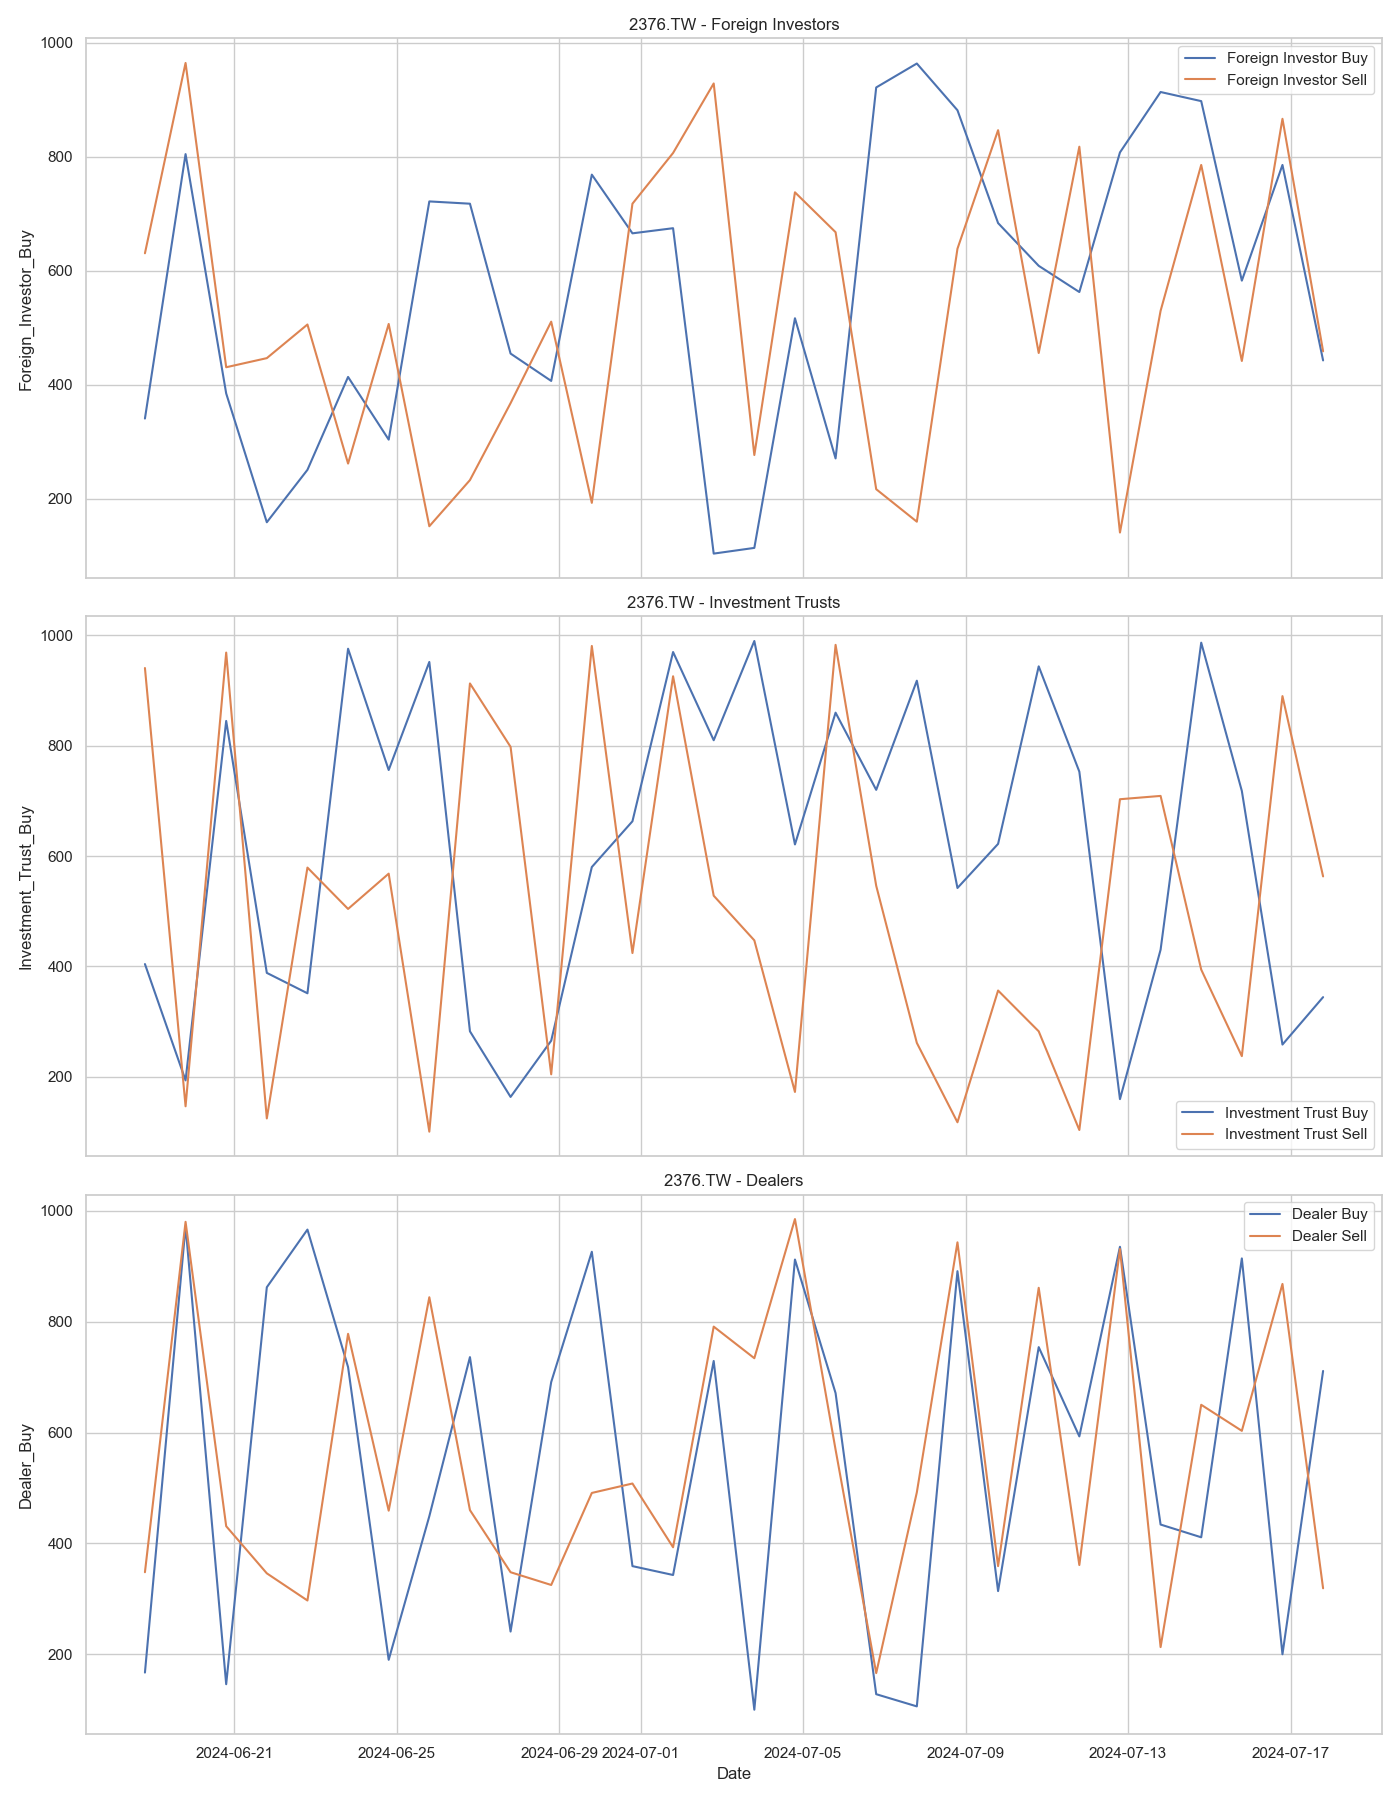 2376.TW - Foreign Investors
Foreign_Investor_Buy
1000
800
600
400
200
Foreign Investor Buy
Foreign Investor Sell
2376.TW - Investment Trusts
Investment_Trust_Buy
1000
800
600
400
200
Investment Trust Buy
Investment Trust Sell
2376.TW - Dealers
Dealer_Buy
1000
800
600
400
200
Dealer Buy
Dealer Sell
2024-06-21
2024-06-25
2024-06-29
2024-07-01
2024-07-05
2024-07-09
2024-07-13
2024-07-17
Date